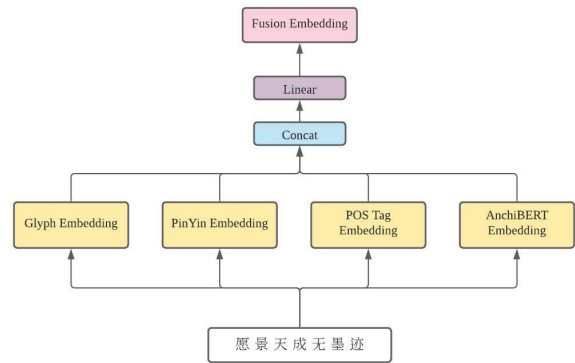 Fusion Embedding
Linear
Concat
Glyph Embedding
PinYin Embedding
POS Tag
Embedding
AnchiBERT
Embedding
愿 景 天 成 无 墨 迹